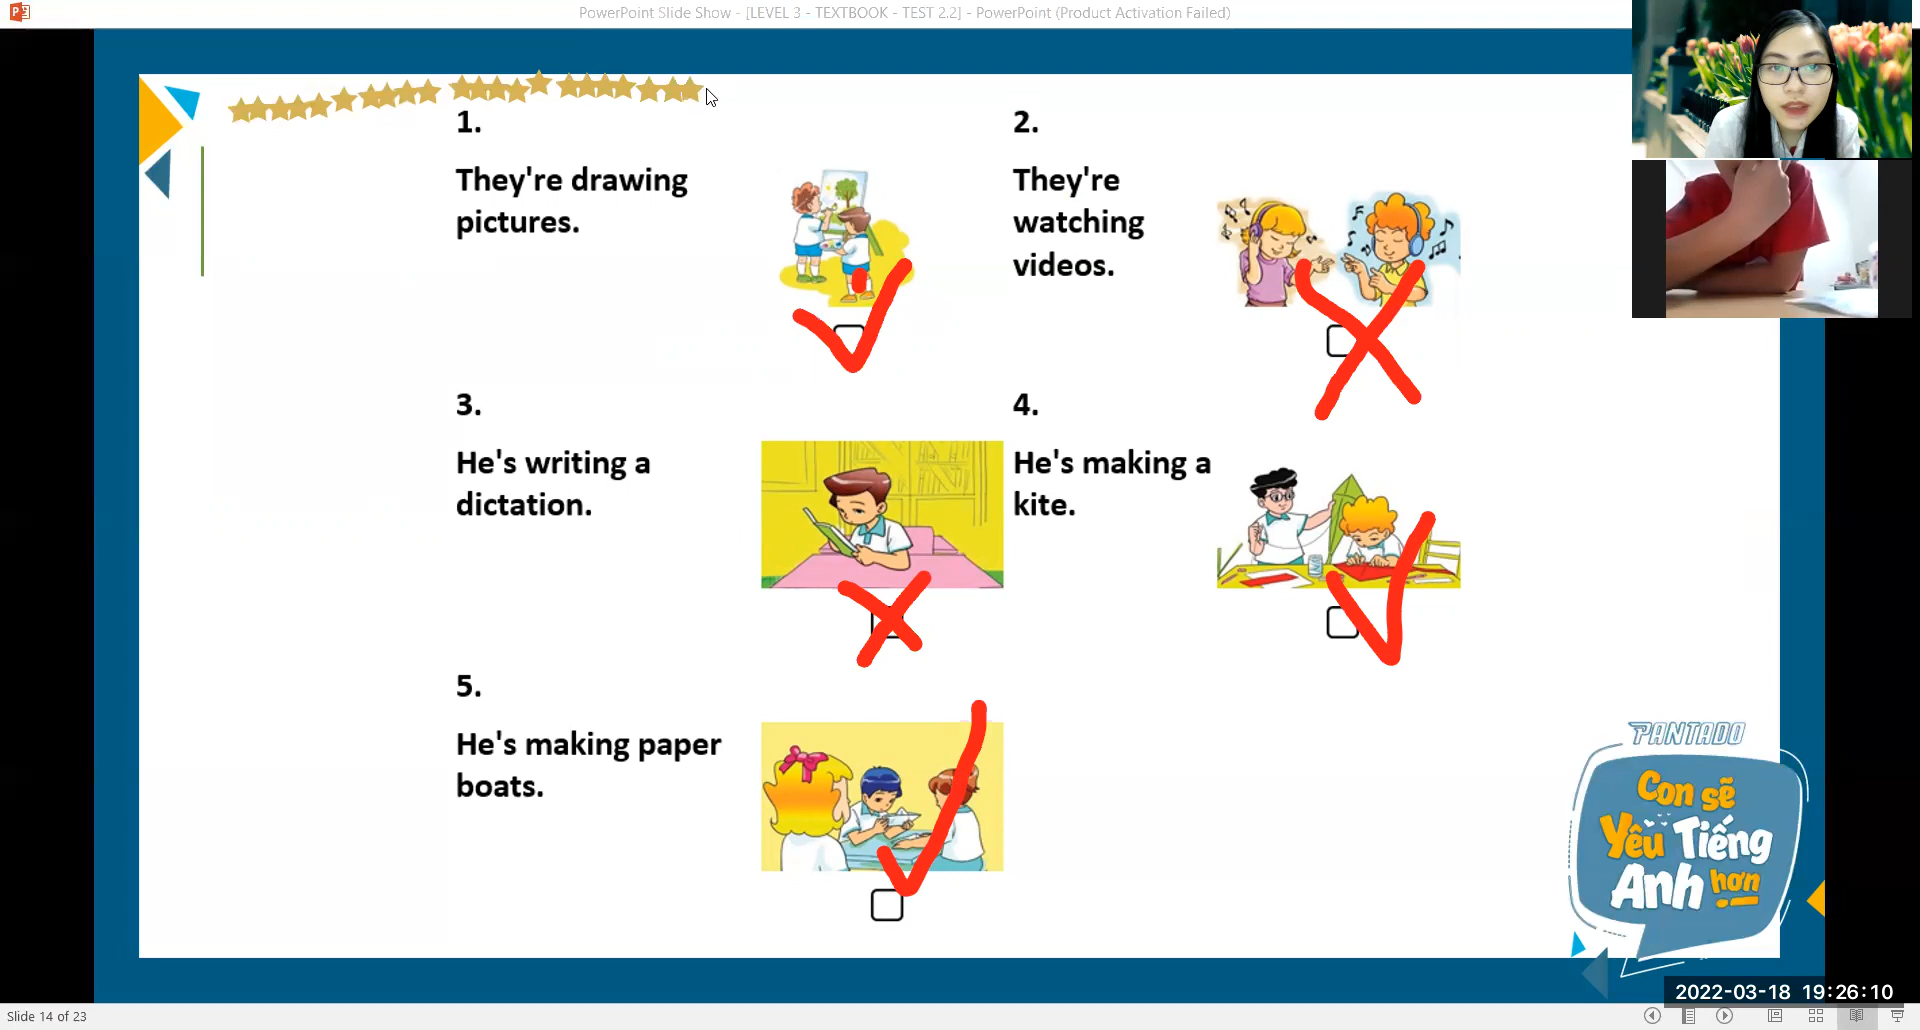 PowerPoint Slide Show - [LEVEL 3 - TEXTBOOK - TEST 2.2] - PowerPoint (Product Activation Failed)
1.
They're drawing
pictures.
2.
They're
watching
videos.
3.
He's writing a
dictation.
4.
He's making a
kite.
5.
He's making paper
boats.
PANTADO
Con sẽ
Yêu Tiếng
Anh hơn
2022-03-18 19:26:10
Slide 14 of 23